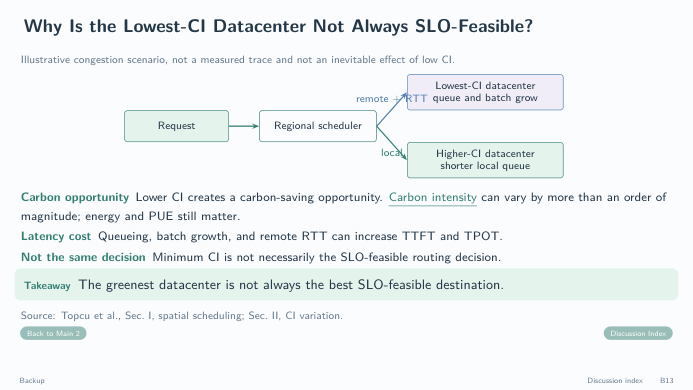 Why Is the Lowest-CI Datacenter Not Always SLO-Feasible?
Illustrative congestion scenario, not a measured trace and not an inevitable effect of low CI.
Lowest-CI datacenter
queue and batch grow
remote + RTT
Request
Regional scheduler
local
Higher-CI datacenter
shorter local queue
Carbon opportunity Lower CI creates a carbon-saving opportunity. Carbon intensity can vary by more than an order of
magnitude; energy and PUE still matter.
Latency cost Queueing, batch growth, and remote RTT can increase TTFT and TPOT.
Not the same decision Minimum CI is not necessarily the SLO-feasible routing decision.
Takeaway The greenest datacenter is not always the best SLO-feasible destination.
Source: Topcu et al., Sec. I, spatial scheduling; Sec. II, CI variation.
Back to Main 2
Discussion Index
Backup
Discussion index B13